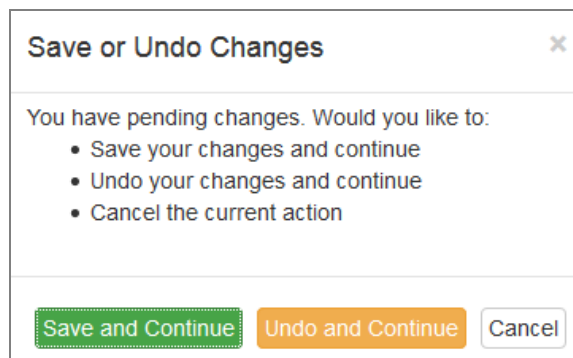 Save or Undo Changes
You have pending changes. Would you like to:
• Save your changes and continue
• Undo your changes and continue
• Cancel the current action
Save and Continue Undo and Continue Cancel